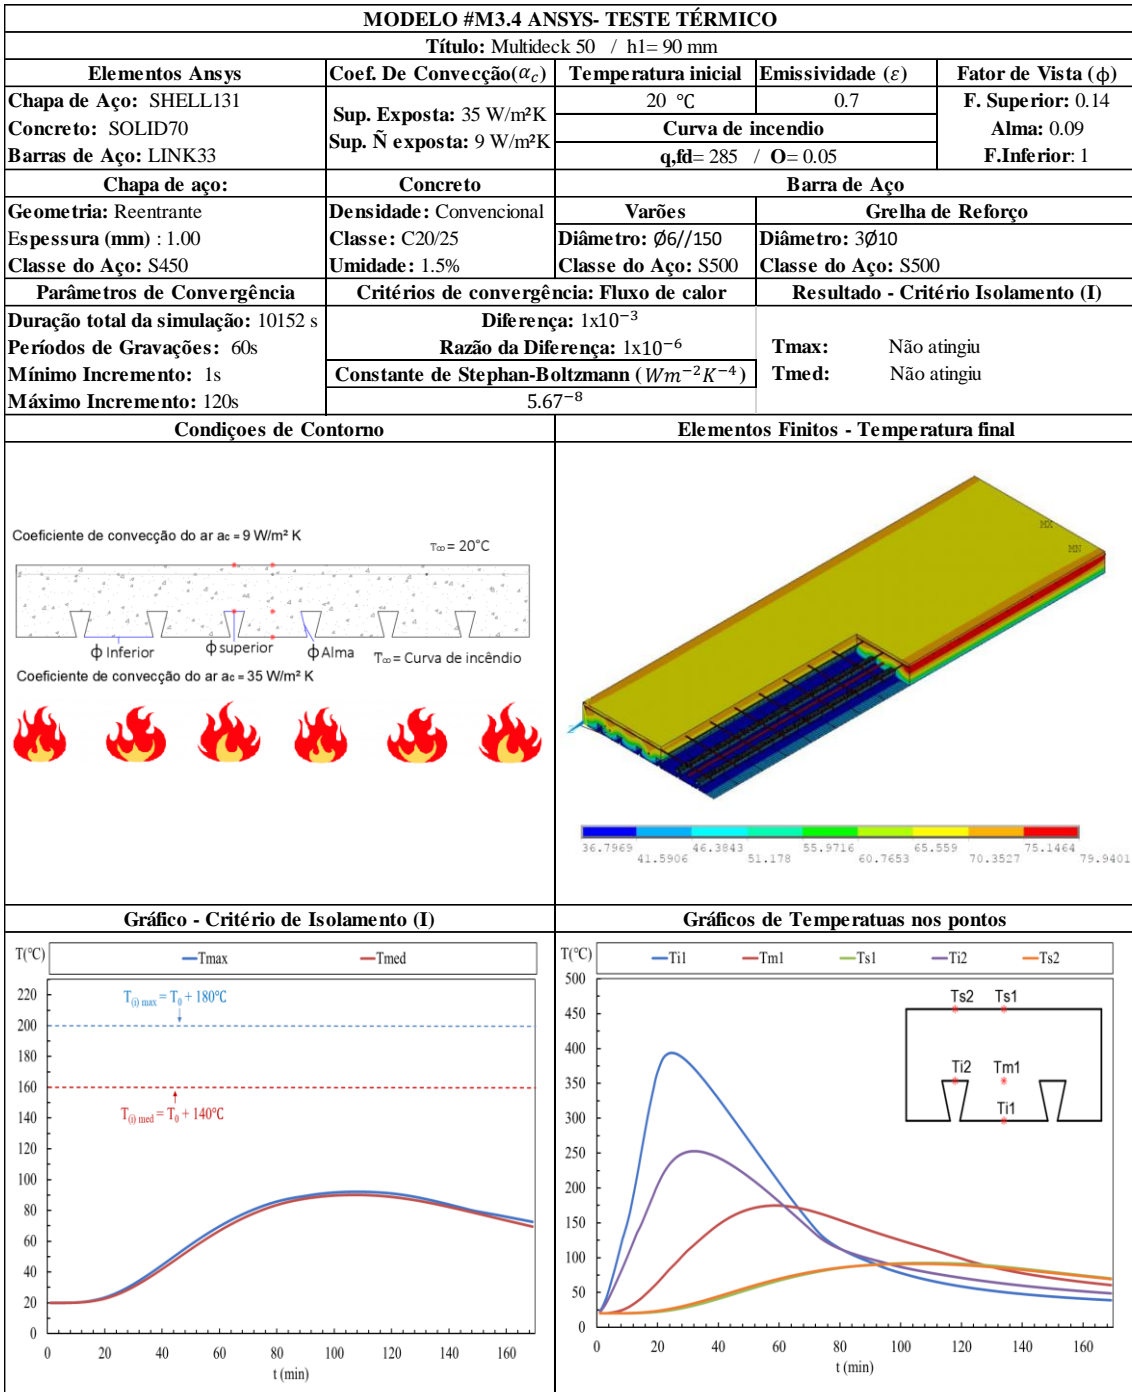 MODELO #M3.4 ANSYS- TESTE TÉRMICO
Título: Multideck 50 / h1= 90 mm
Elementos Ansys
Coef. De Convecção(α_c)
Temperatura inicial
Emissividade (ε)
Fator de Vista (ϕ)
Chapa de Aço: SHELL131
Concreto: SOLID70
Barras de Aço: LINK33
Sup. Exposta: 35 W/m²K
Sup. Ñ exposta: 9 W/m²K
20 °C
0.7
Curva de incendio
q,fd= 285 / O= 0.05
F. Superior: 0.14
Alma: 0.09
F.Inferior: 1
Chapa de aço:
Concreto
Barra de Aço
Geometria: Reentrante
Espessura (mm) : 1.00
Classe do Aço: S450
Densidade: Convencional
Classe: C20/25
Umidade: 1.5%
Varões
Diâmetro: Ø6//150
Classe do Aço: S500
Grelha de Reforço
Diâmetro: 3Ø10
Classe do Aço: S500
Parâmetros de Convergência
Critérios de convergência: Fluxo de calor
Resultado - Critério Isolamento (I)
Duração total da simulação: 10152 s
Períodos de Gravações: 60s
Mínimo Incremento: 1s
Máximo Incremento: 120s
Diferença: 1x10⁻³
Razão da Diferença: 1x10⁻⁶
Constante de Stephan-Boltzmann (Wm⁻²K⁻⁴)
5.67⁻⁸
Tmax: Não atingiu
Tmed: Não atingiu
Condiçoes de Contorno
Elementos Finitos - Temperatura final
Coeficiente de convecção do ar ac = 9 W/m² K
T∞ = 20°C
ϕ Inferior
ϕ superior
ϕ Alma
T∞ = Curva de incêndio
Coeficiente de convecção do ar ac = 35 W/m² K
MX
MN
36.7969
41.5906
46.3843
51.178
55.9716
60.7653
65.559
70.3527
75.1464
79.9401
Gráfico - Critério de Isolamento (I)
Gráficos de Temperatuas nos pontos
T(°C)
Tmax
Tmed
220
200
180
160
140
120
100
80
60
40
20
0
T(i) max = T0 + 180°C
T(i) med = T0 + 140°C
0 20 40 60 80 100 120 140 160
t (min)
T(°C)
Ti1
Tm1
Ts1
Ti2
Ts2
500
450
400
350
300
250
200
150
100
50
0
Ts2 Ts1
Ti2 Tm1
Ti1
0 20 40 60 80 100 120 140 160
t (min)